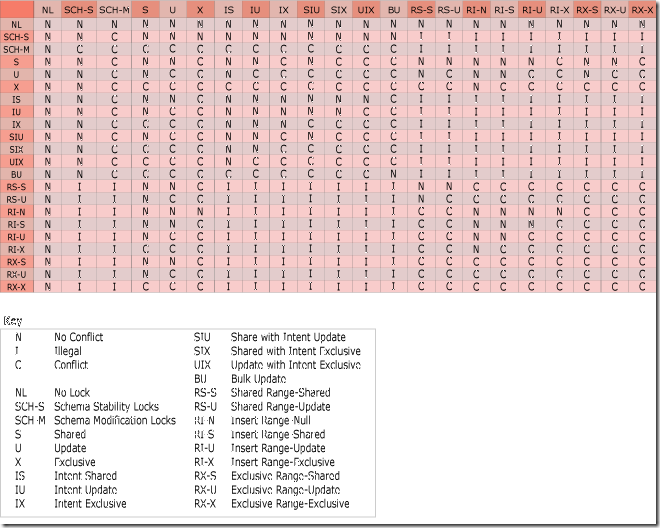 NL SCH-S SCH-M S U X IS IU IX SIU SIX UIX BU RS-S RS-U RI-N RI-S RI-U RI-X RX-S RX-U RX-X
NL N N N N N N N N N N N N N N N N N N N N N N
SCH-S N N C N N N N N N N N N N I I I I I I I I I
SCH-M N C C C C C C C C C C C C I I I I I I I I I
S N N C N N C N N C N C C C N N N N N C N N C
U N N C N C C N C C C C C C N C N N C C N C C
X N N C C C C C C C C C C C C C N C C C C C C
IS N N C N N C N N N N N N C I I I I I I I I I
IU N N C N C C N N N N N C C I I I I I I I I I
IX N N C C C C N N N C C C C I I I I I I I I I
SIU N N C N C C N N C N C C C I I I I I I I I I
SIX N N C C C C N N C C C C C I I I I I I I I I
UIX N N C C C C N C C C C C C I I I I I I I I I
BU N N C C C C C C C C C C N I I I I I I I I I
RS-S N I I N N C I I I I I I I N N C C C C C C C
RS-U N I I N C C I I I I I I I N C C C C C C C C
RI-N N I I N N N I I I I I I I C C N N N N C C C
RI-S N I I N N C I I I I I I I C C N N N C C C C
RI-U N I I N C C I I I I I I I C C N N C C C C C
RI-X N I I C C C I I I I I I I C C N C C C C C C
RX-S N I I N N C I I I I I I I C C C C C C C C C
RX-U N I I N C C I I I I I I I C C C C C C C C C
RX-X N I I C C C I I I I I I I C C C C C C C C C
Key
N No Conflict SIU Share with Intent Update
I Illegal SIX Shared with Intent Exclusive
C Conflict UIX Update with Intent Exclusive
BU Bulk Update
NL No Lock RS-S Shared Range-Shared
SCH-S Schema Stability Locks RS-U Shared Range-Update
SCH-M Schema Modification Locks RI-N Insert Range-Null
S Shared RI-S Insert Range-Shared
U Update RI-U Insert Range-Update
X Exclusive RI-X Insert Range-Exclusive
IS Intent Shared RX-S Exclusive Range-Shared
IU Intent Update RX-U Exclusive Range-Update
IX Intent Exclusive RX-X Exclusive Range-Exclusive